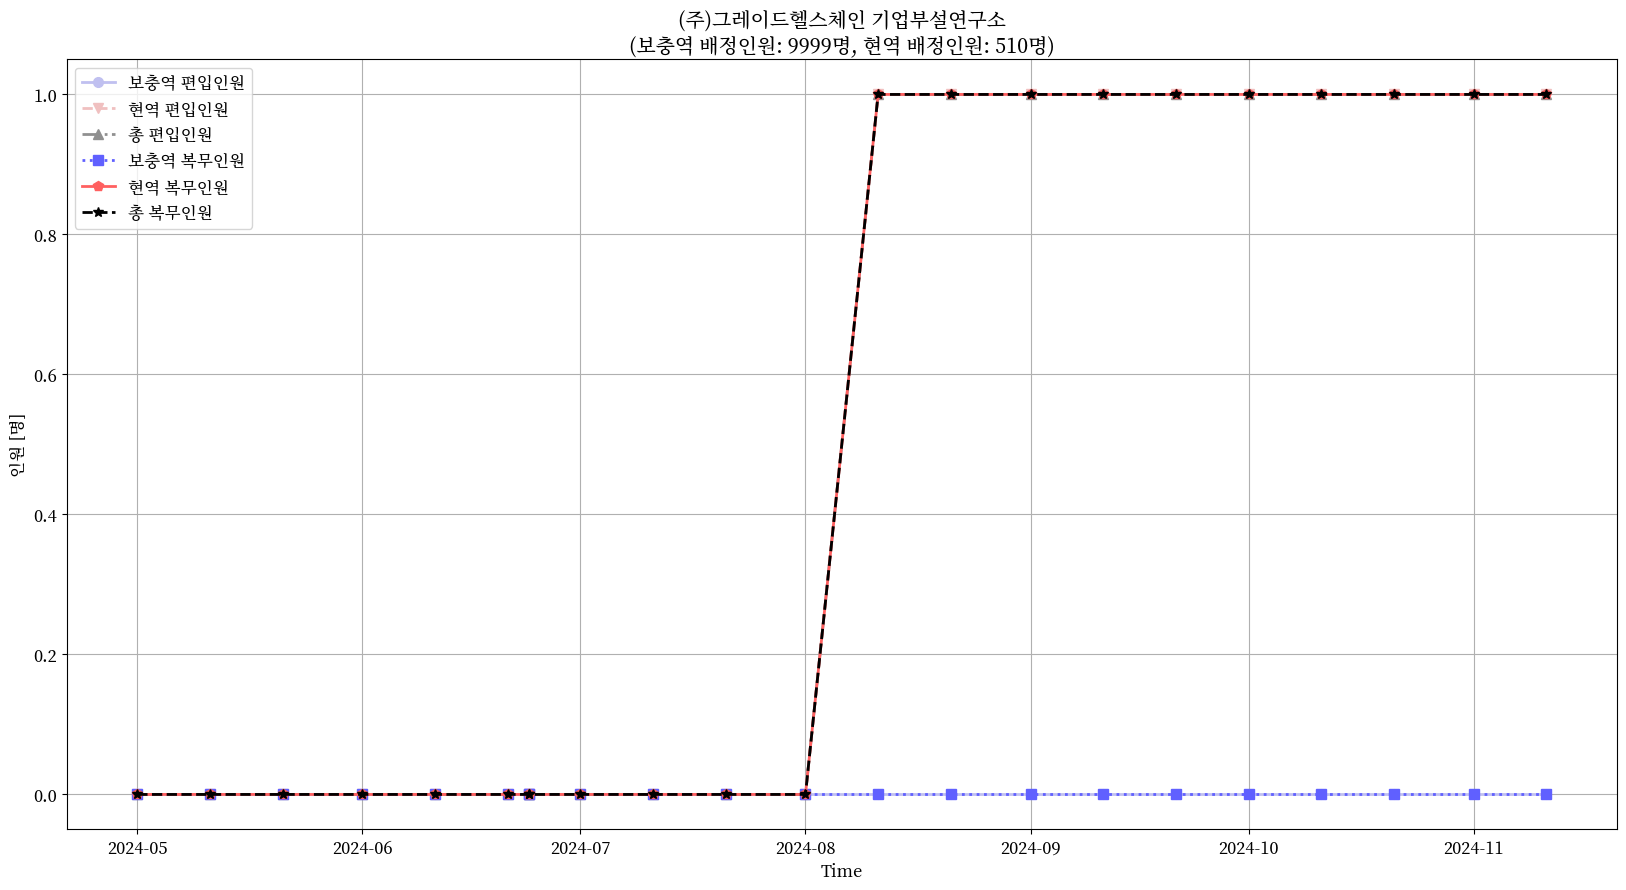 (주)그레이드헬스체인 기업부설연구소
(보충역 배정인원: 9999명, 현역 배정인원: 510명)
보충역 편입인원
현역 편입인원
총 편입인원
보충역 복무인원
현역 복무인원
총 복무인원
인원 [명]
1.0
0.8
0.6
0.4
0.2
0.0
2024-05
2024-06
2024-07
2024-08
2024-09
2024-10
2024-11
Time